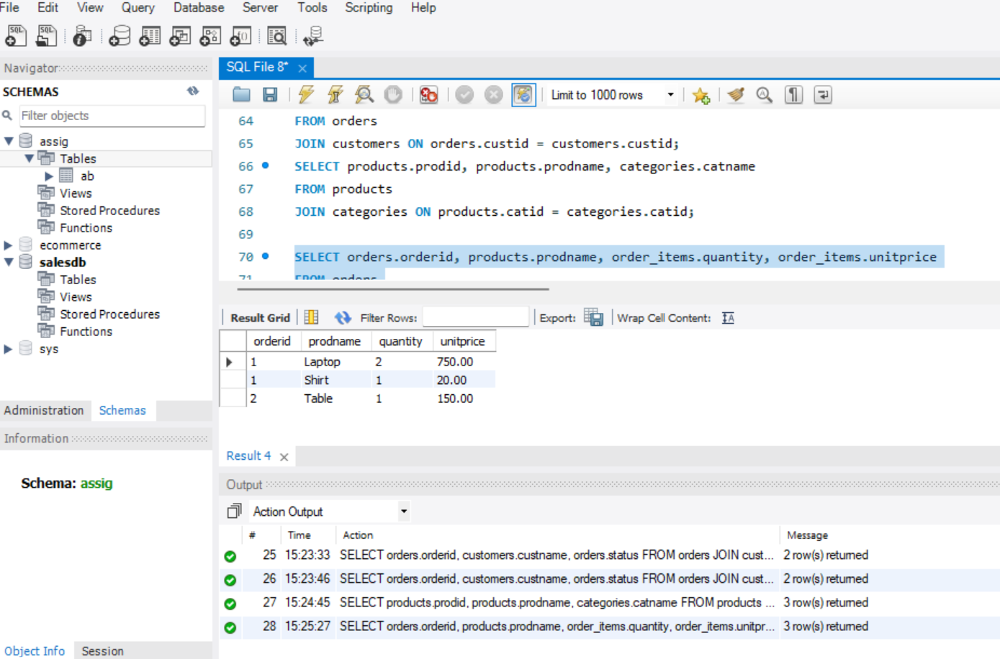 File Edit View Query Database Server Tools Scripting Help
SQL SQL i f()
Navigator
SCHEMAS
Filter objects
assig
Tables
ab
Views
Stored Procedures
Functions
ecommerce
salesdb
Tables
Views
Stored Procedures
Functions
sys
Administration Schemas
Information
Schema: assig
Object Info Session
SQL File 8*
Limit to 1000 rows
64 FROM orders
65 JOIN customers ON orders.custid = customers.custid;
66 SELECT products.prodid, products.prodname, categories.catname
67 FROM products
68 JOIN categories ON products.catid = categories.catid;
69
70 SELECT orders.orderid, products.prodname, order_items.quantity, order_items.unitprice
71 FROM orders
Result Grid Filter Rows: Export: Wrap Cell Content: IA
orderid prodname quantity unitprice
1 Laptop 2 750.00
1 Shirt 1 20.00
2 Table 1 150.00
Result 4
Output
Action Output
# Time Action Message
25 15:23:33 SELECT orders.orderid, customers.custname, orders.status FROM orders JOIN cust... 2 row(s) returned
26 15:23:46 SELECT orders.orderid, customers.custname, orders.status FROM orders JOIN cust... 2 row(s) returned
27 15:24:45 SELECT products.prodid, products.prodname, categories.catname FROM products ... 3 row(s) returned
28 15:25:27 SELECT orders.orderid, products.prodname, order_items.quantity, order_items.unitpr... 3 row(s) returned